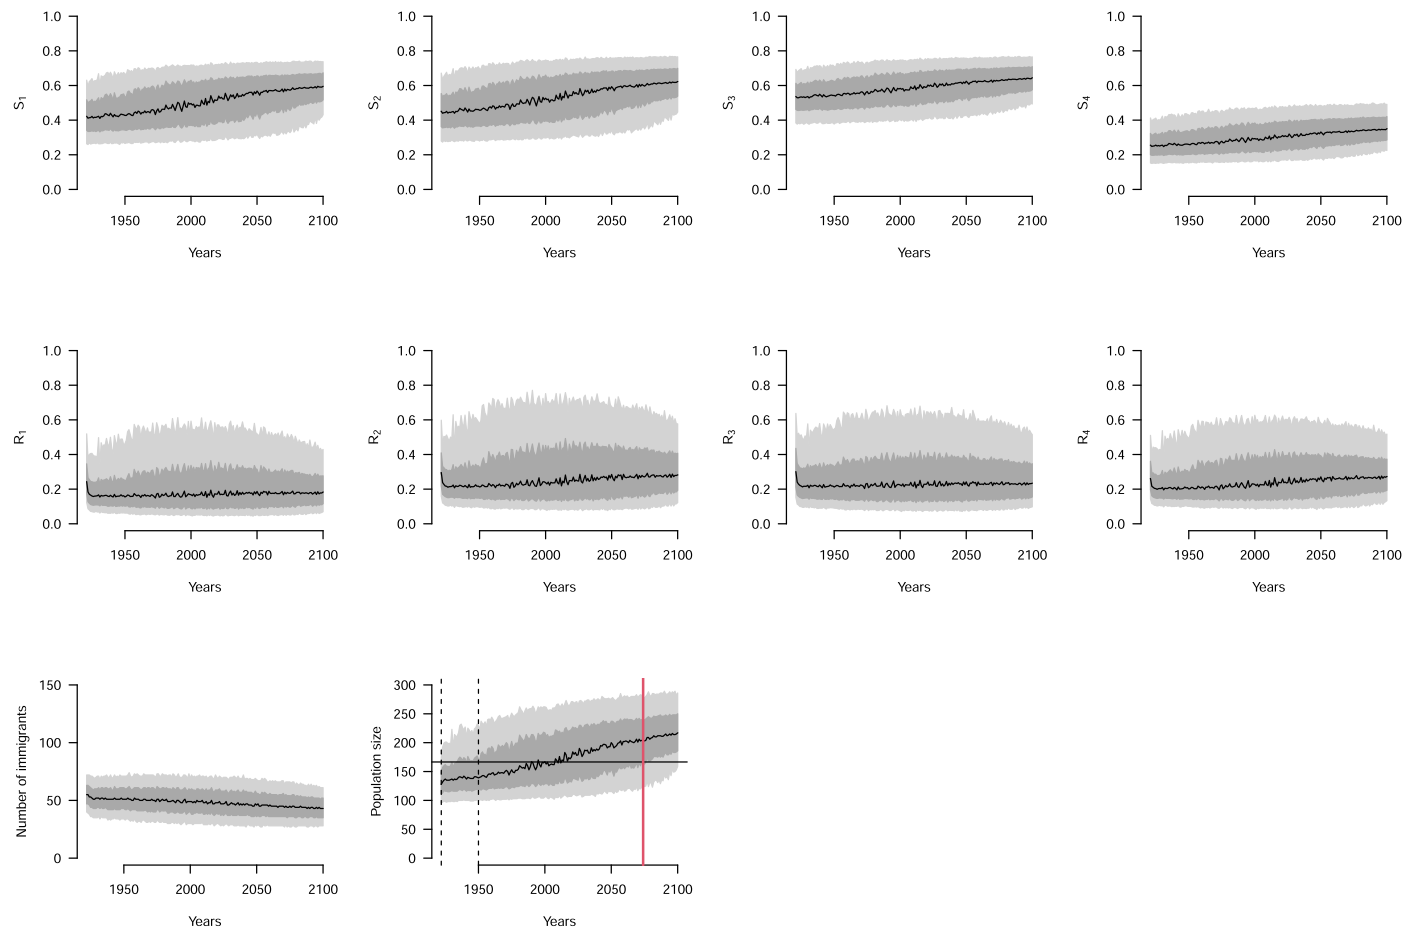 1.0 1.0 1.0 1.0
0.8 0.8 0.8 0.8
0.6 0.6 0.6 0.6
S1 S2 S3 S4
0.4 0.4 0.4 0.4
0.2 0.2 0.2 0.2
0.0 0.0 0.0 0.0
1950 2000 2050 2100 1950 2000 2050 2100 1950 2000 2050 2100 1950 2000 2050 2100
Years Years Years Years
1.0 1.0 1.0 1.0
0.8 0.8 0.8 0.8
0.6 0.6 0.6 0.6
R1 R2 R3 R4
0.4 0.4 0.4 0.4
0.2 0.2 0.2 0.2
0.0 0.0 0.0 0.0
1950 2000 2050 2100 1950 2000 2050 2100 1950 2000 2050 2100 1950 2000 2050 2100
Years Years Years Years
Number of immigrants
150
100
50
0
1950 2000 2050 2100
Years
Population size
300
250
200
150
100
50
0
1950 2000 2050 2100
Years